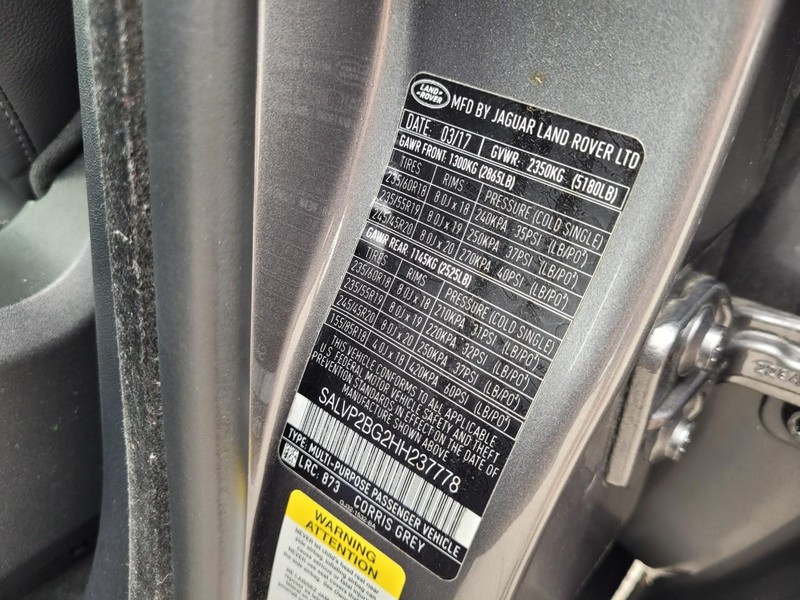 LAND ROVER
MFD BY JAGUAR LAND ROVER LTD
DATE: 03/17 GVWR: 2350KG (5180LB)
GAWR FRONT: 1300KG (2865LB)
TIRES RIMS PRESSURE (COLD SINGLE)
235/60R18 8.0J x 18 240KPA 35PSI (LB/PO²)
235/55R19 8.0J x 19 250KPA 37PSI (LB/PO²)
245/45R20 8.0J x 20 270KPA 40PSI (LB/PO²)
GAWR REAR: 1145KG (2525LB)
TIRES RIMS PRESSURE (COLD SINGLE)
235/60R18 8.0J x 18 210KPA 31PSI (LB/PO²)
235/55R19 8.0J x 19 220KPA 32PSI (LB/PO²)
245/45R20 8.0J x 20 250KPA 37PSI (LB/PO²)
155/85R18 4.0J x 18 420KPA 60PSI (LB/PO²)
THIS VEHICLE CONFORMS TO ALL APPLICABLE
U.S FEDERAL MOTOR VEHICLE SAFETY AND THEFT
PREVENTION STANDARDS IN EFFECT ON THE DATE OF
MANUFACTURE SHOWN ABOVE.
SALVP2BG2HH237778
TYPE: MULTI-PURPOSE PASSENGER VEHICLE
LRC: 873 CORRIS GREY
WARNING
ATTENTION